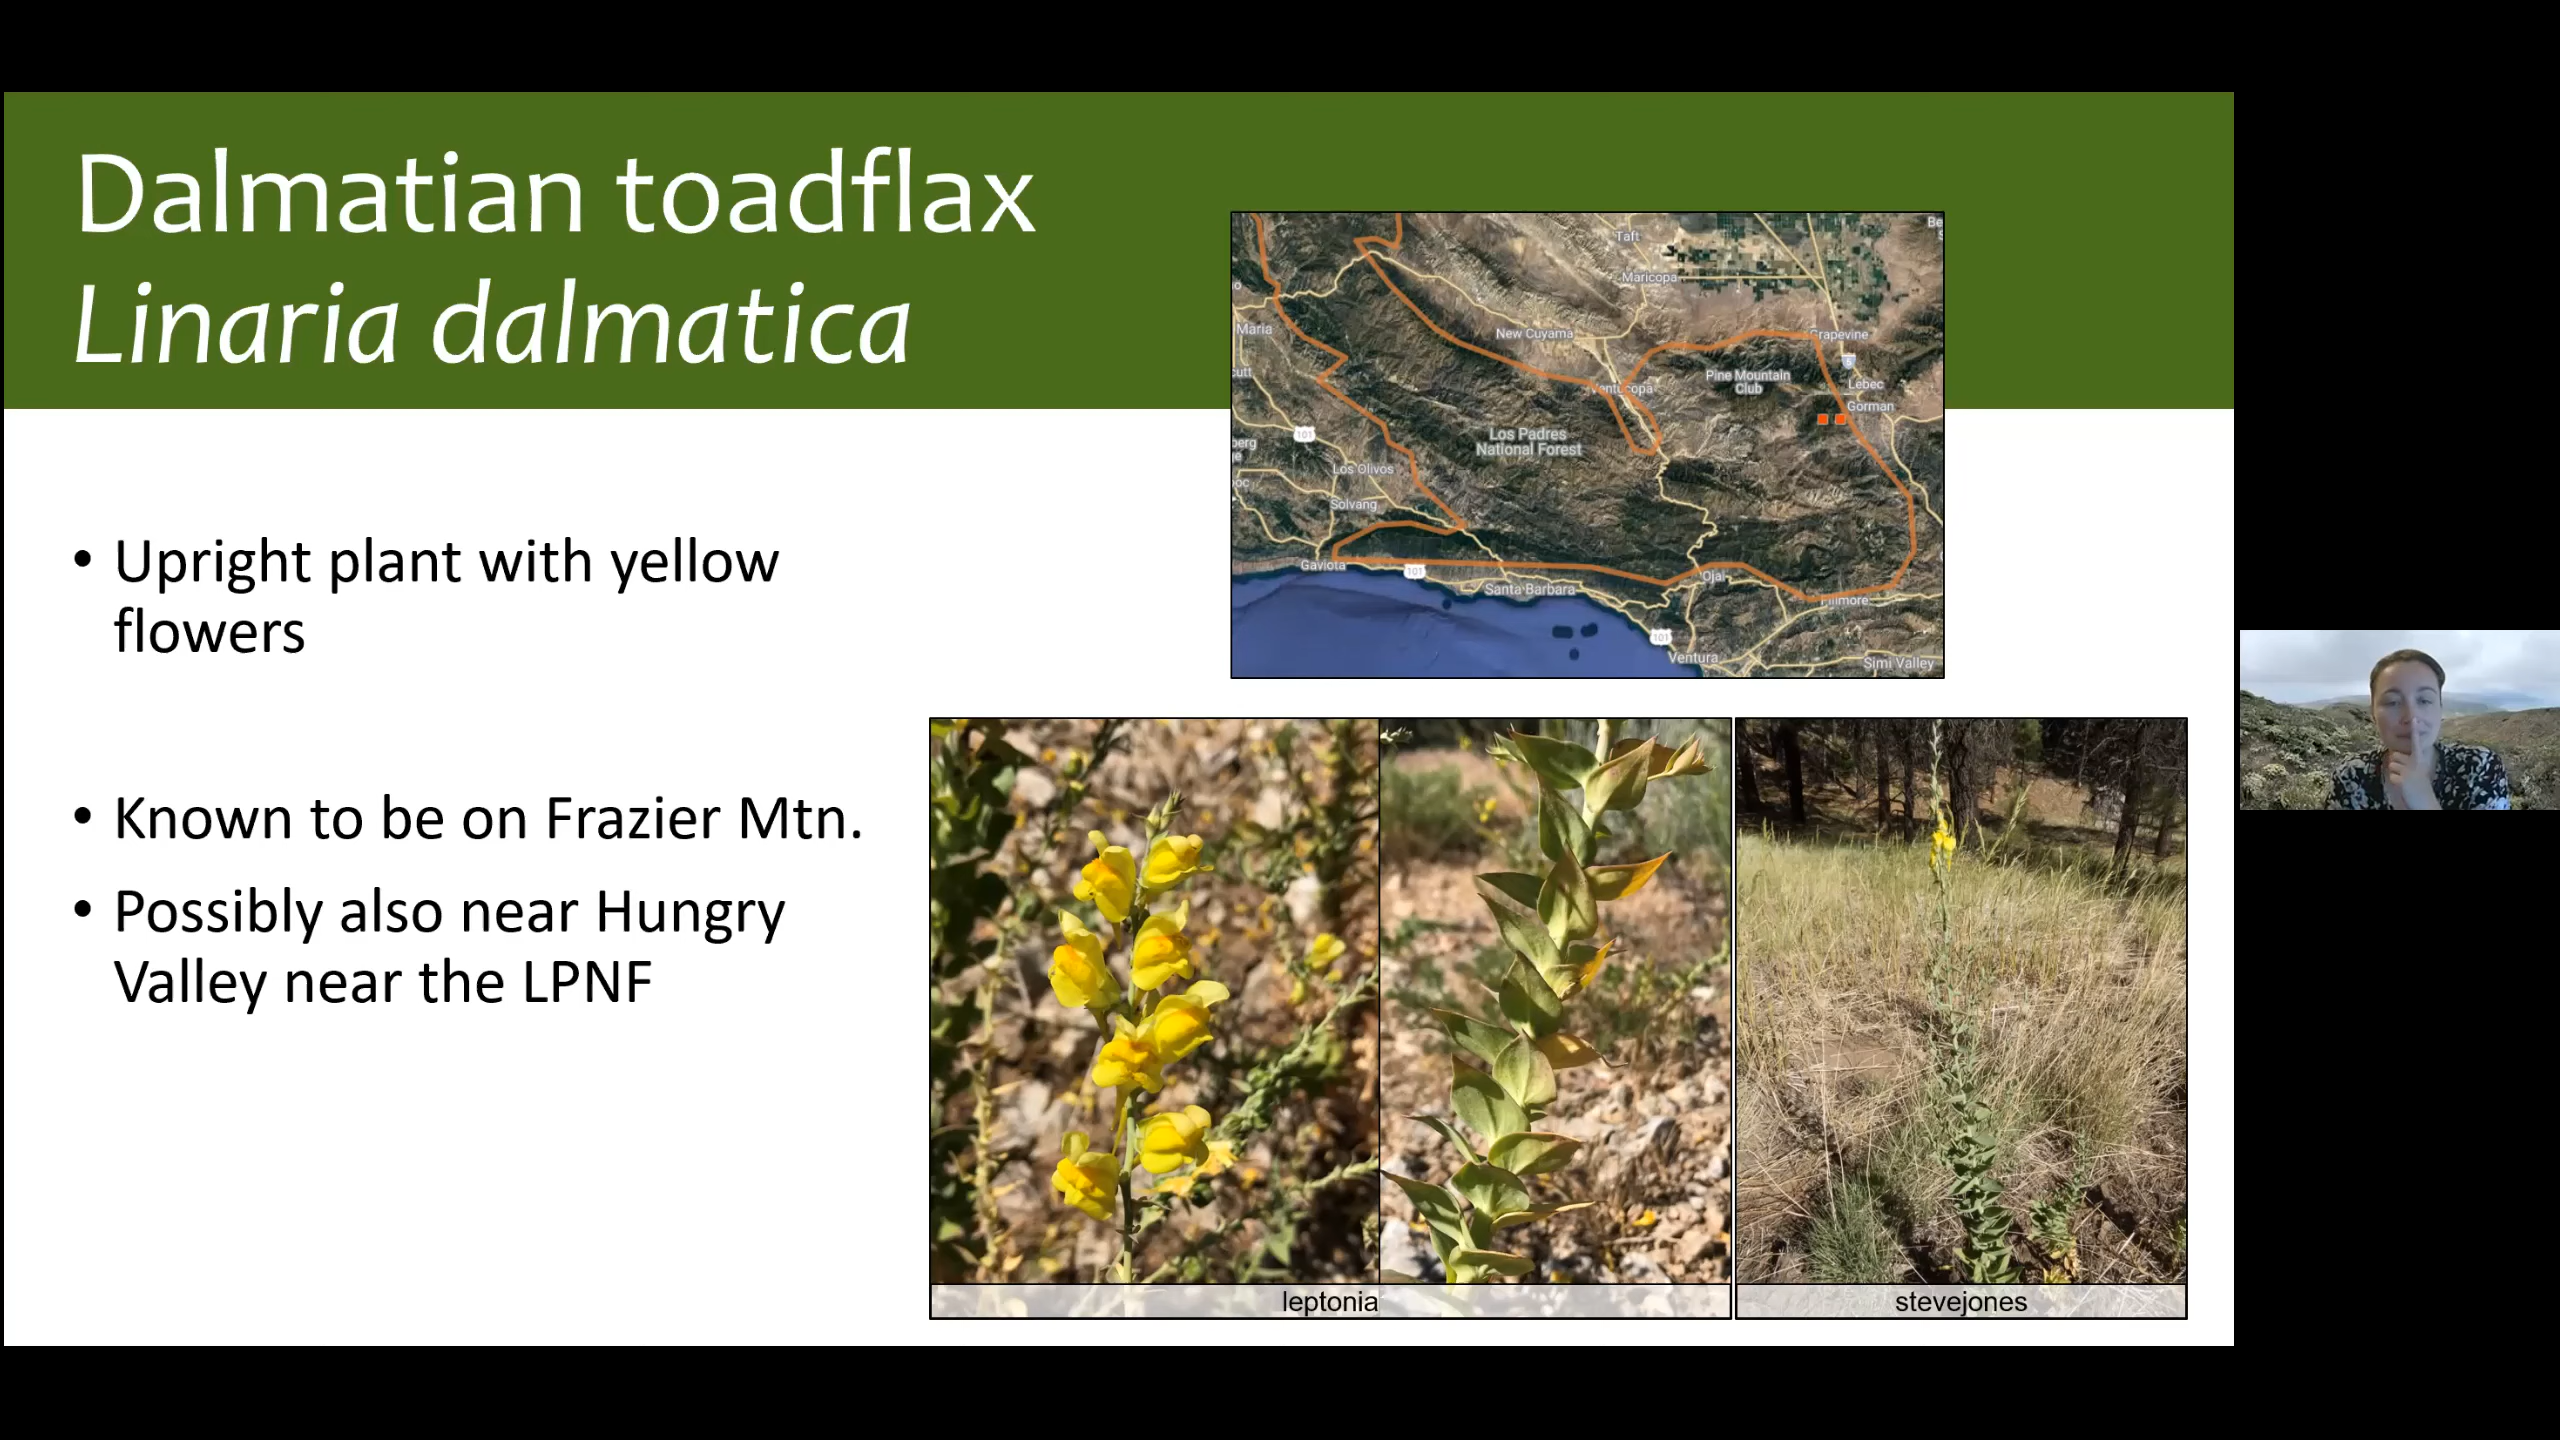 Dalmatian toadflax
Linaria dalmatica
• Upright plant with yellow
flowers
• Known to be on Frazier Mtn.
• Possibly also near Hungry
Valley near the LPNF
Taft
Maricopa
Maria
New Cuyama
Grapevine
5
Ventucopa
Pine Mountain
Club
Lebec
Gorman
101
Los Padres
National Forest
Los Olivos
Solvang
Gaviota
101
Santa Barbara
Ojai
Fillmore
101
Ventura
Simi Valley
leptonia
stevejones